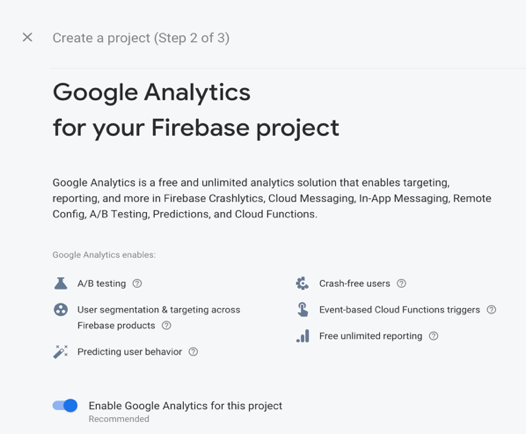 Create a project (Step 2 of 3)
Google Analytics
for your Firebase project
Google Analytics is a free and unlimited analytics solution that enables targeting,
reporting, and more in Firebase Crashlytics, Cloud Messaging, In-App Messaging, Remote
Config, A/B Testing, Predictions, and Cloud Functions.
Google Analytics enables:
A/B testing
User segmentation & targeting across
Firebase products
Predicting user behavior
Crash-free users
Event-based Cloud Functions triggers
Free unlimited reporting
Enable Google Analytics for this project
Recommended